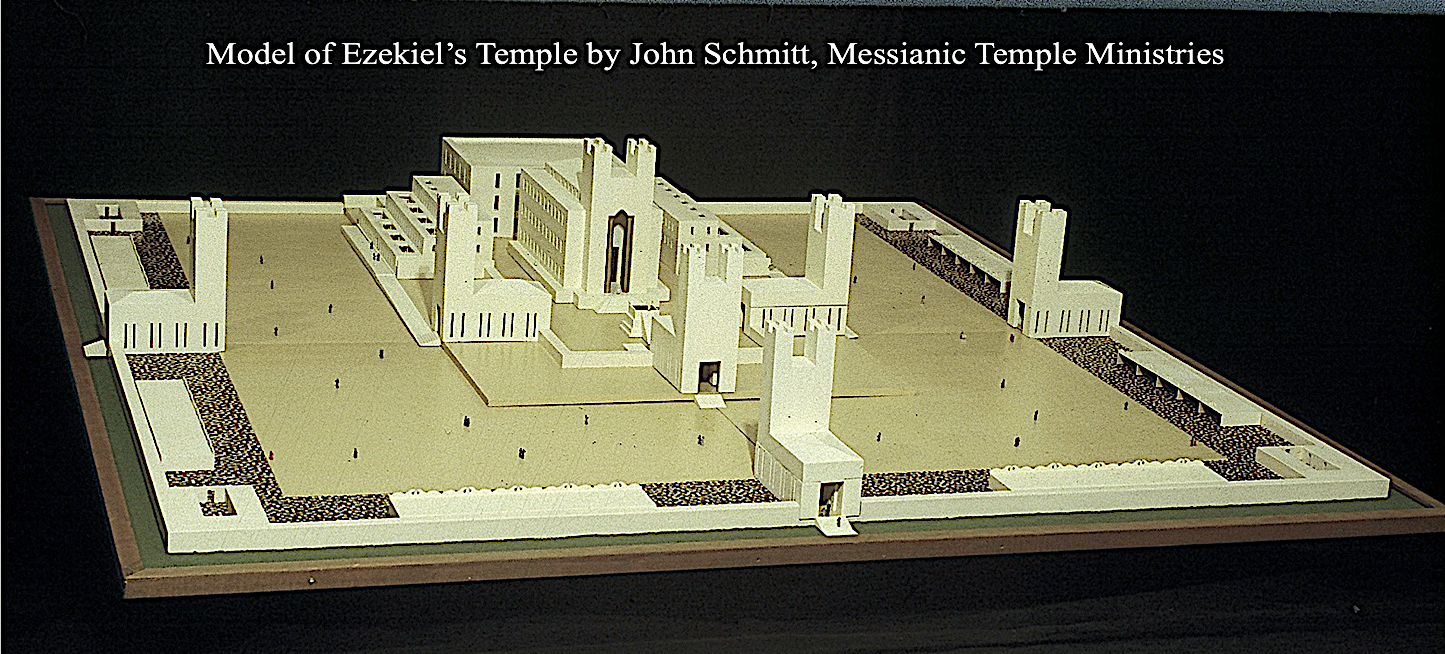 Model of Ezekiel’s Temple by John Schmitt, Messianic Temple Ministries